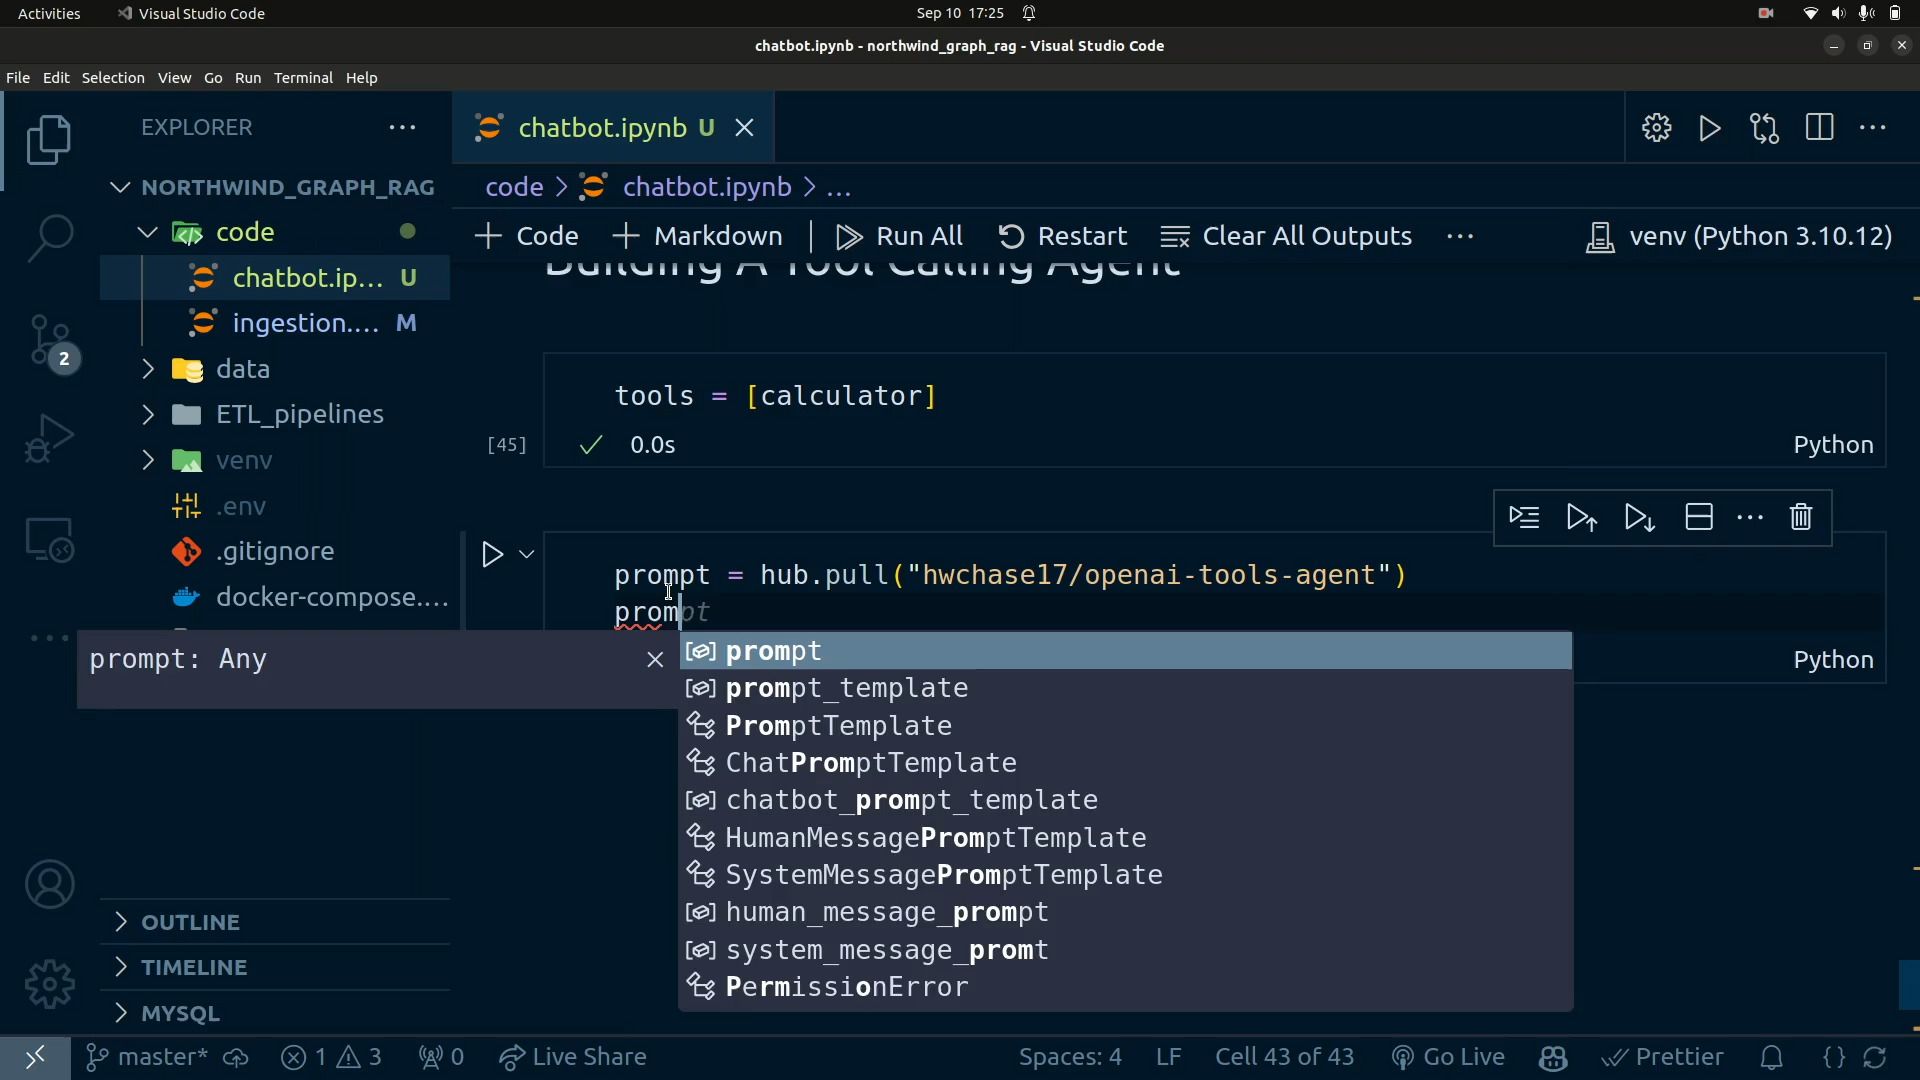 Activities Visual Studio Code Sep 10 17:25
chatbot.ipynb - northwind_graph_rag - Visual Studio Code
File Edit Selection View Go Run Terminal Help
EXPLORER
chatbot.ipynb U
NORTHWIND_GRAPH_RAG
code > chatbot.ipynb > ...
code
Code Markdown Run All Restart Clear All Outputs venv (Python 3.10.12)
Building A Tool Calling Agent
chatbot.ip... U
ingestion.... M
2
data
ETL_pipelines
venv
.env
.gitignore
docker-compose....
tools = [calculator]
[45] 0.0s Python
prompt = hub.pull("hwchase17/openai-tools-agent")
prompt
Python
prompt: Any
prompt
prompt_template
PromptTemplate
ChatPromptTemplate
chatbot_prompt_template
HumanMessagePromptTemplate
SystemMessagePromptTemplate
human_message_prompt
system_message_promt
PermissionError
OUTLINE
TIMELINE
MYSQL
master* 1 3 0 Live Share Spaces: 4 LF Cell 43 of 43 Go Live Prettier {}